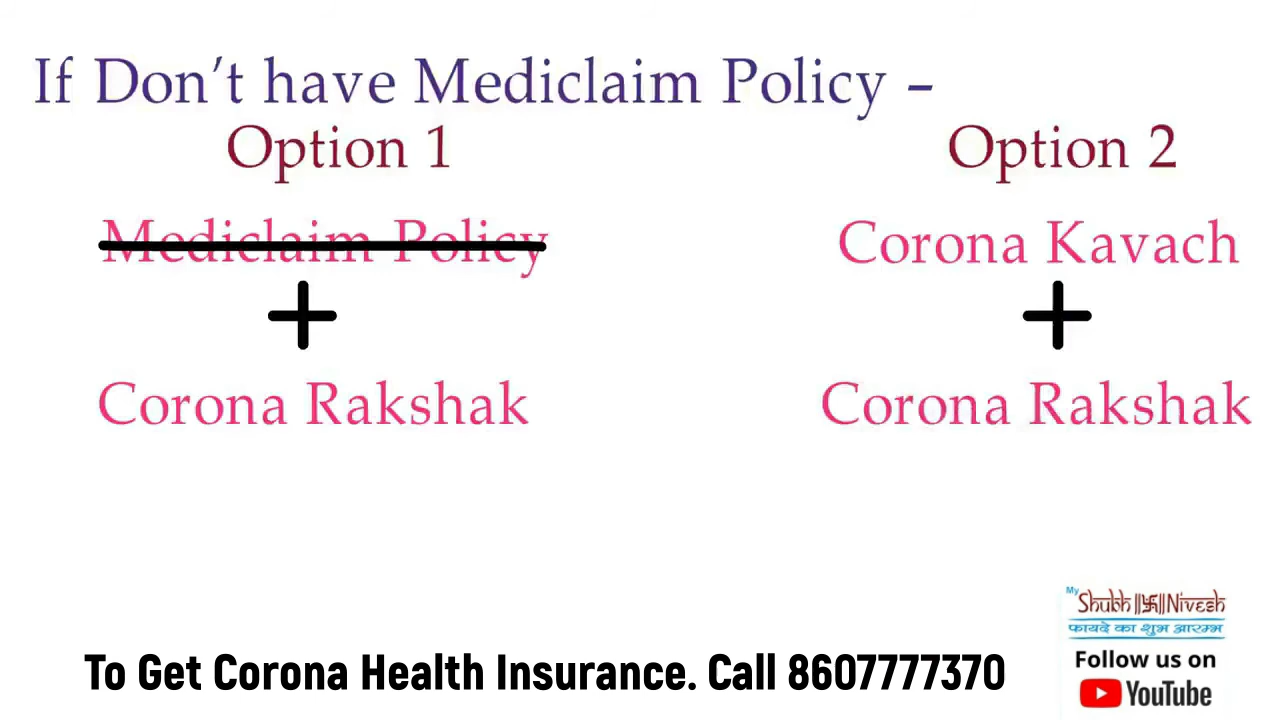 If Don't have Mediclaim Policy –
Option 1
Option 2
Mediclaim Policy
Corona Kavach
+
+
Corona Rakshak
Corona Rakshak
My
Shubh ||卐|| Nivesh
फायदे का शुभ आरम्भ
To Get Corona Health Insurance. Call 8607777370
Follow us on
YouTube